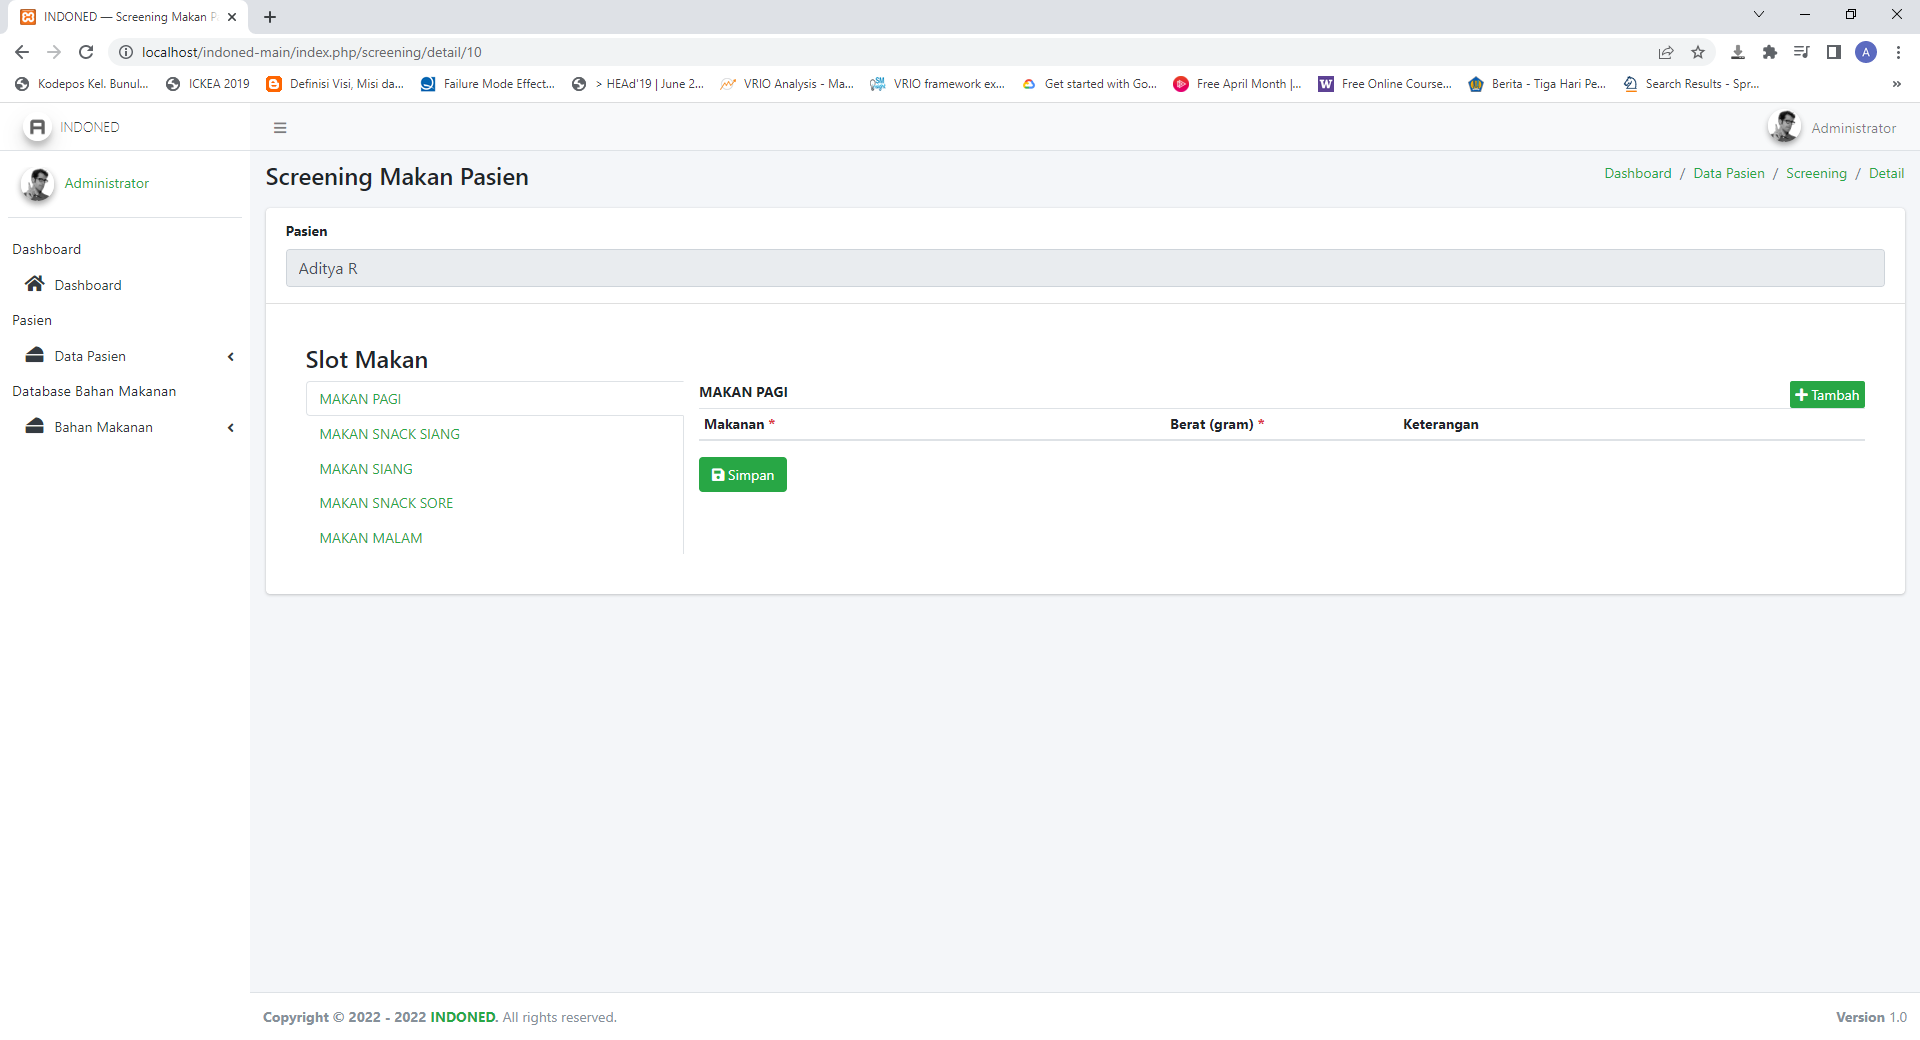 INDONED — Screening Makan P
localhost/indoned-main/index.php/screening/detail/10
A
Kodepos Kel. Bunul... ICKEA 2019 Definisi Visi, Misi da... Failure Mode Effect... > HEAd'19 | June 2... VRIO Analysis - Ma... VRIO framework ex... Get started with Go... Free April Month |... Free Online Course... Berita - Tiga Hari Pe... Search Results - Spr... »
INDONED
Administrator
Administrator
Screening Makan Pasien
Dashboard / Data Pasien / Screening / Detail
Dashboard
Dashboard
Pasien
Data Pasien
Database Bahan Makanan
Bahan Makanan
Pasien
Aditya R
Slot Makan
MAKAN PAGI
MAKAN SNACK SIANG
MAKAN SIANG
MAKAN SNACK SORE
MAKAN MALAM
MAKAN PAGI
Tambah
Makanan * Berat (gram) * Keterangan
Simpan
Copyright © 2022 - 2022 INDONED. All rights reserved.
Version 1.0